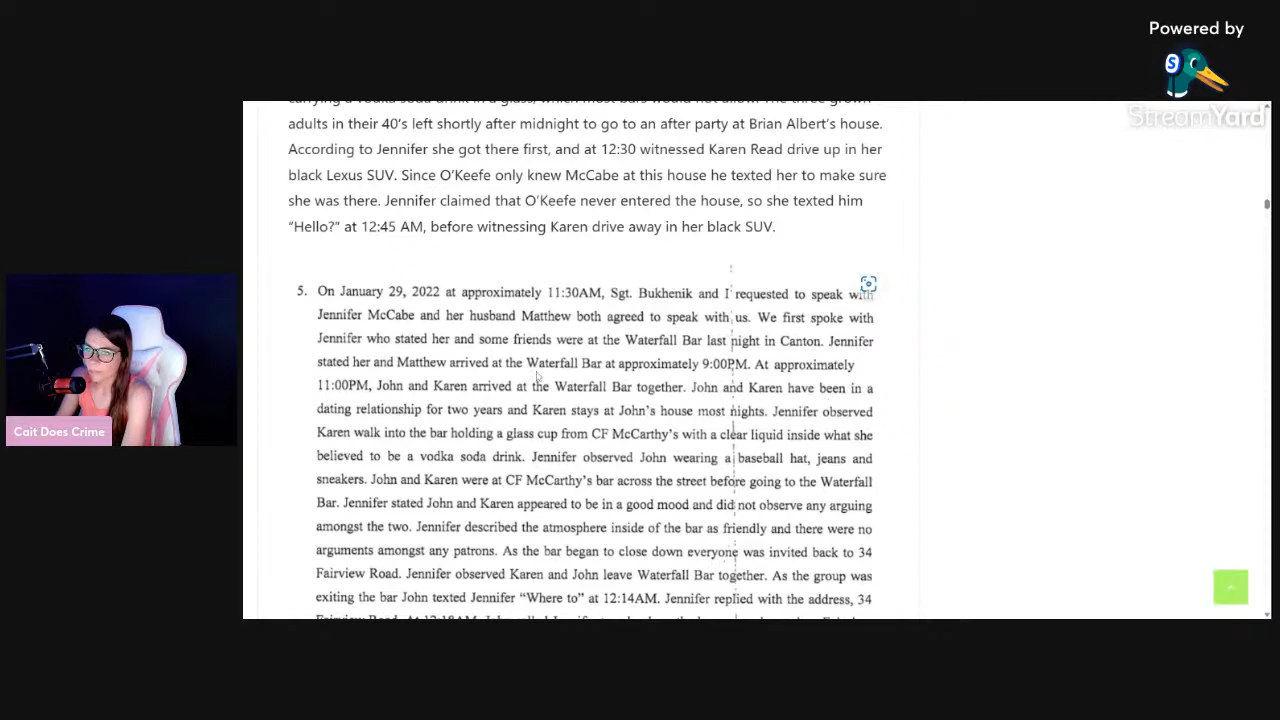 Powered by
S
StreamYard
carrying a vodka soda drink in a glass, which most bars would not allow. The three grown
adults in their 40's left shortly after midnight to go to an after party at Brian Albert's house.
According to Jennifer she got there first, and at 12:30 witnessed Karen Read drive up in her
black Lexus SUV. Since O'Keefe only knew McCabe at this house he texted her to make sure
she was there. Jennifer claimed that O'Keefe never entered the house, so she texted him
"Hello?" at 12:45 AM, before witnessing Karen drive away in her black SUV.
5. On January 29, 2022 at approximately 11:30AM, Sgt. Bukhenik and I requested to speak with
Jennifer McCabe and her husband Matthew both agreed to speak with us. We first spoke with
Jennifer who stated her and some friends were at the Waterfall Bar last night in Canton. Jennifer
stated her and Matthew arrived at the Waterfall Bar at approximately 9:00PM. At approximately
11:00PM, John and Karen arrived at the Waterfall Bar together. John and Karen have been in a
dating relationship for two years and Karen stays at John's house most nights. Jennifer observed
Karen walk into the bar holding a glass cup from CF McCarthy's with a clear liquid inside what she
believed to be a vodka soda drink. Jennifer observed John wearing a baseball hat, jeans and
sneakers. John and Karen were at CF McCarthy's bar across the street before going to the Waterfall
Bar. Jennifer stated John and Karen appeared to be in a good mood and did not observe any arguing
amongst the two. Jennifer described the atmosphere inside of the bar as friendly and there were no
arguments amongst any patrons. As the bar began to close down everyone was invited back to 34
Fairview Road. Jennifer observed Karen and John leave Waterfall Bar together. As the group was
exiting the bar John texted Jennifer "Where to" at 12:14AM. Jennifer replied with the address, 34
Cait Does Crime